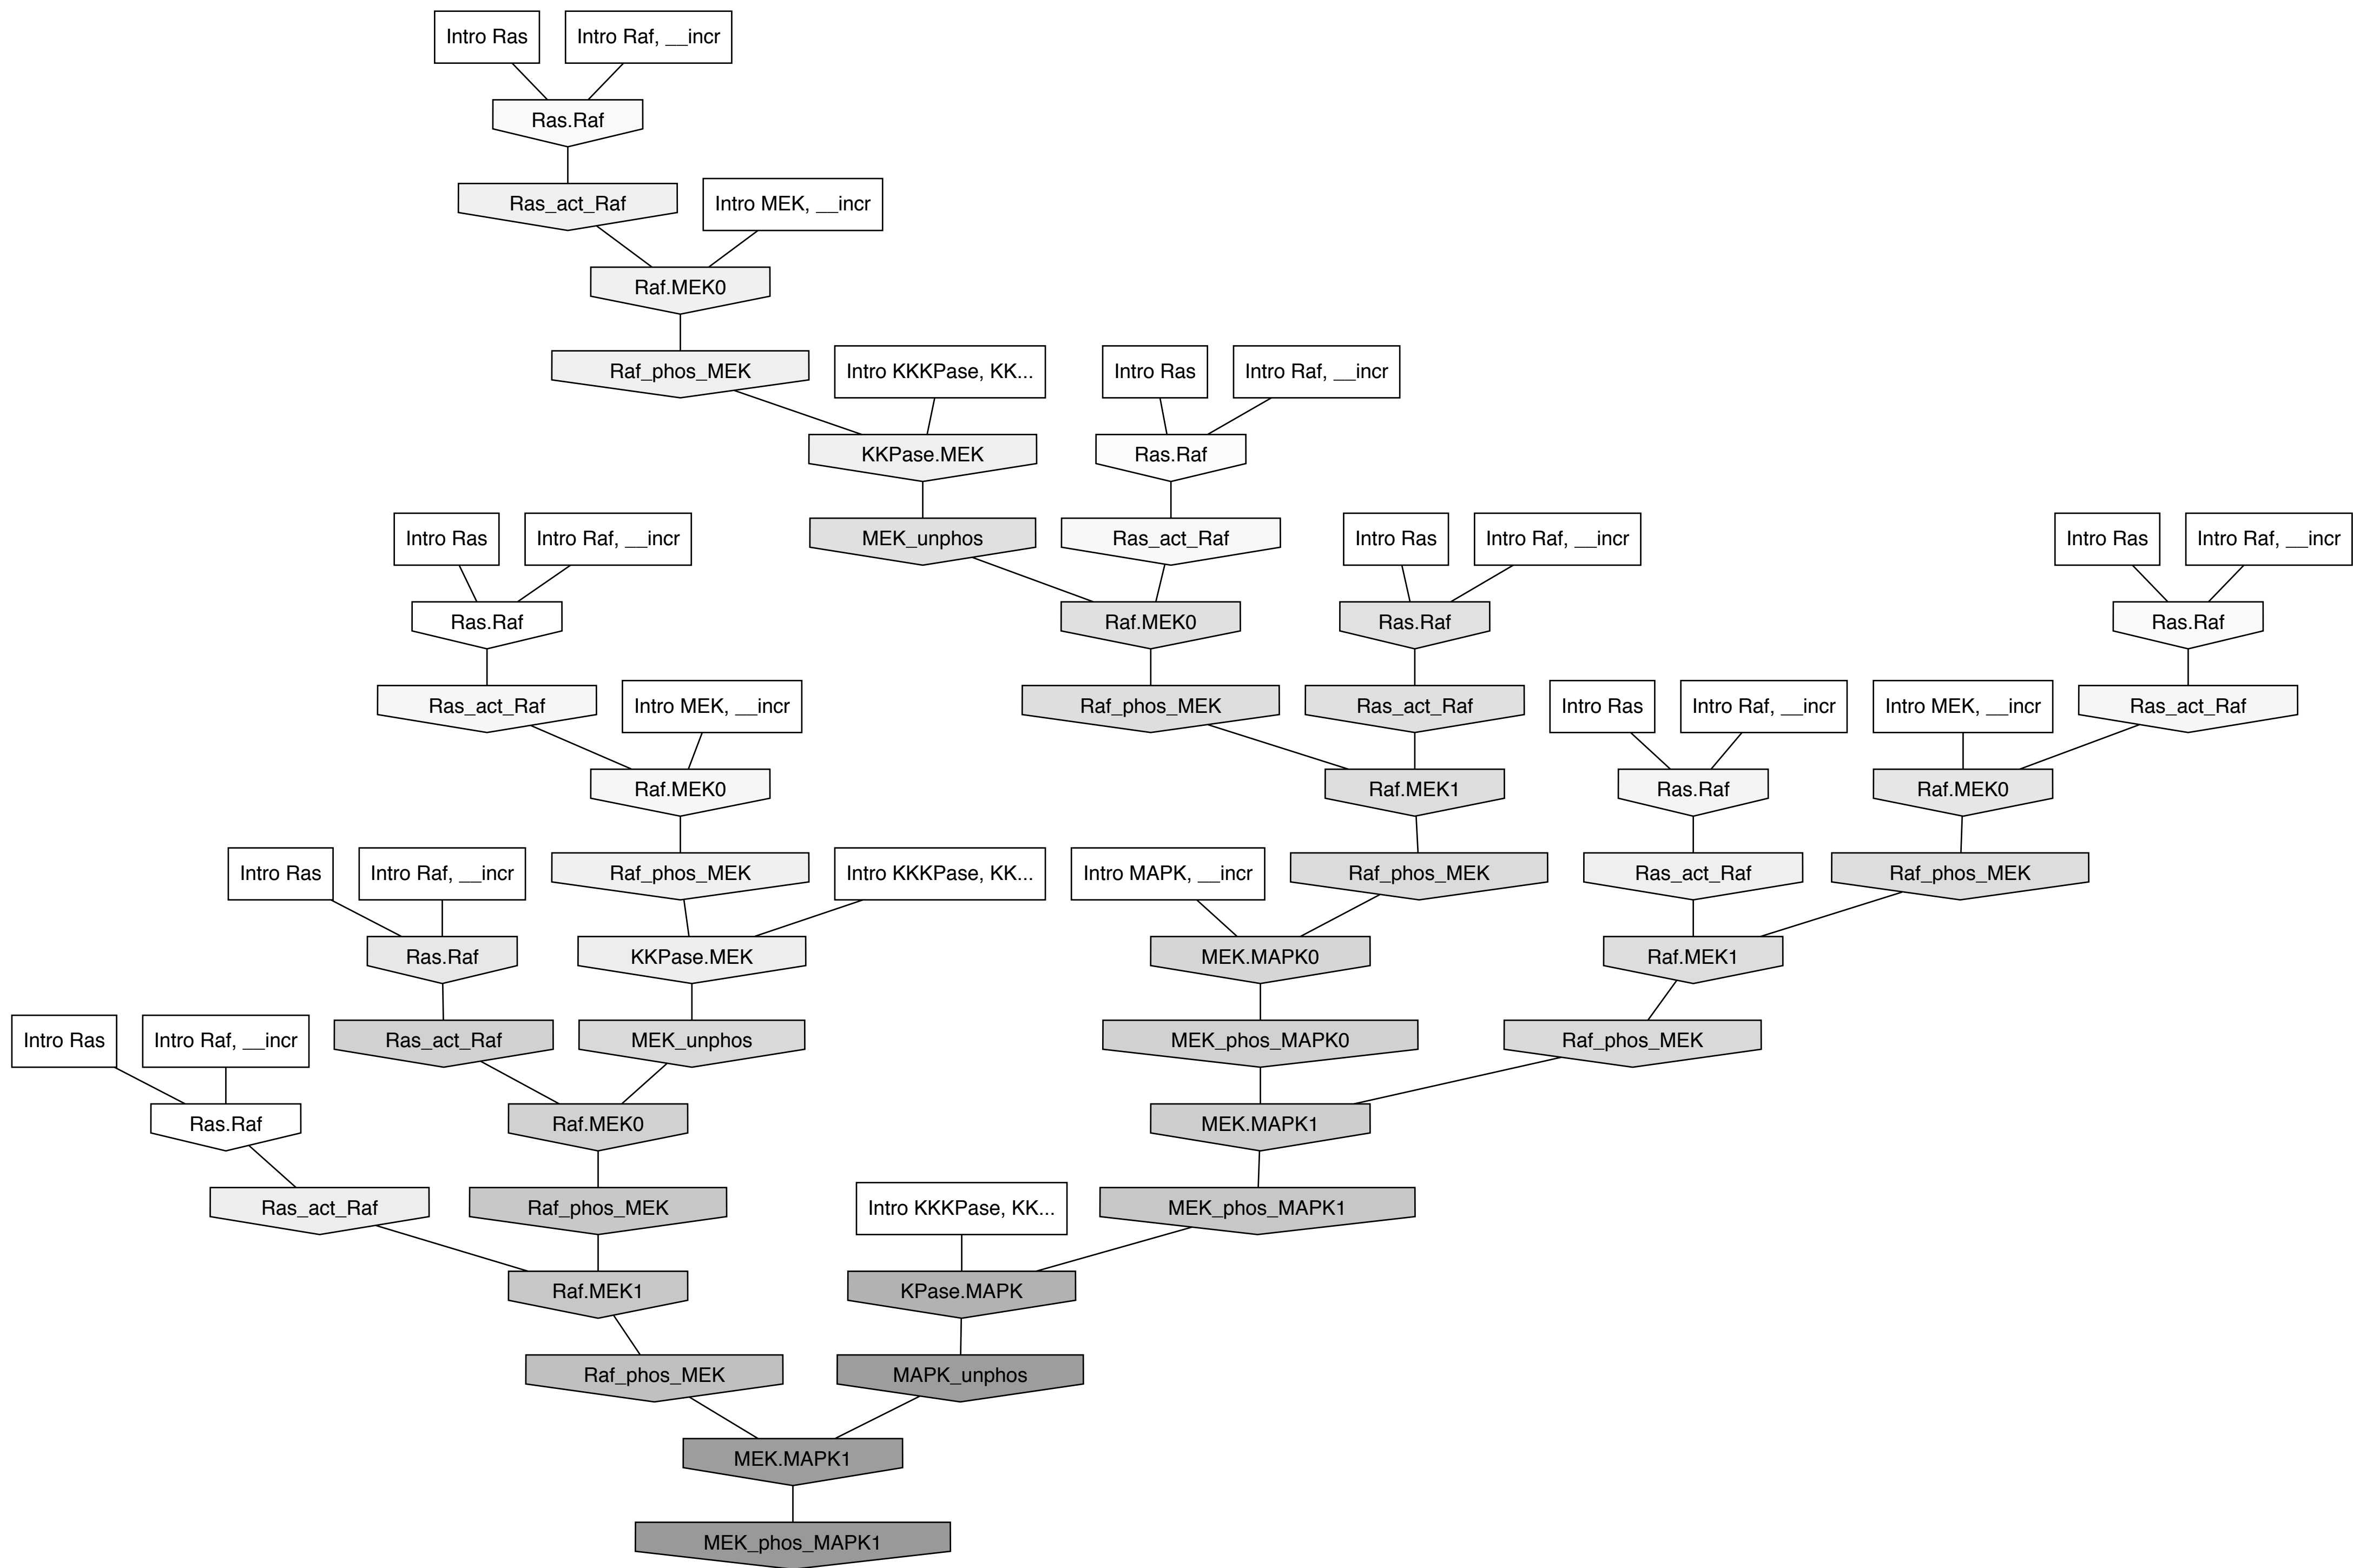 Intro Ras
Intro Raf, __incr
Ras.Raf
Ras_act_Raf
Intro MEK, __incr
Raf.MEK0
Raf_phos_MEK
Intro KKKPase, KK...
Intro Ras
Intro Raf, __incr
KKPase.MEK
Ras.Raf
Intro Ras
Intro Raf, __incr
MEK_unphos
Ras_act_Raf
Intro Ras
Intro Raf, __incr
Intro Ras
Intro Raf, __incr
Ras.Raf
Raf.MEK0
Ras.Raf
Ras.Raf
Ras_act_Raf
Intro MEK, __incr
Raf_phos_MEK
Ras_act_Raf
Intro Ras
Intro Raf, __incr
Intro MEK, __incr
Ras_act_Raf
Raf.MEK0
Raf.MEK1
Ras.Raf
Raf.MEK0
Intro Ras
Intro Raf, __incr
Raf_phos_MEK
Intro KKKPase, KK...
Intro MAPK, __incr
Raf_phos_MEK
Ras_act_Raf
Raf_phos_MEK
Ras.Raf
KKPase.MEK
MEK.MAPK0
Raf.MEK1
Intro Ras
Intro Raf, __incr
Ras_act_Raf
MEK_unphos
MEK_phos_MAPK0
Raf_phos_MEK
Ras.Raf
Raf.MEK0
MEK.MAPK1
Ras_act_Raf
Raf_phos_MEK
Intro KKKPase, KK...
MEK_phos_MAPK1
Raf.MEK1
KPase.MAPK
Raf_phos_MEK
MAPK_unphos
MEK.MAPK1
MEK_phos_MAPK1